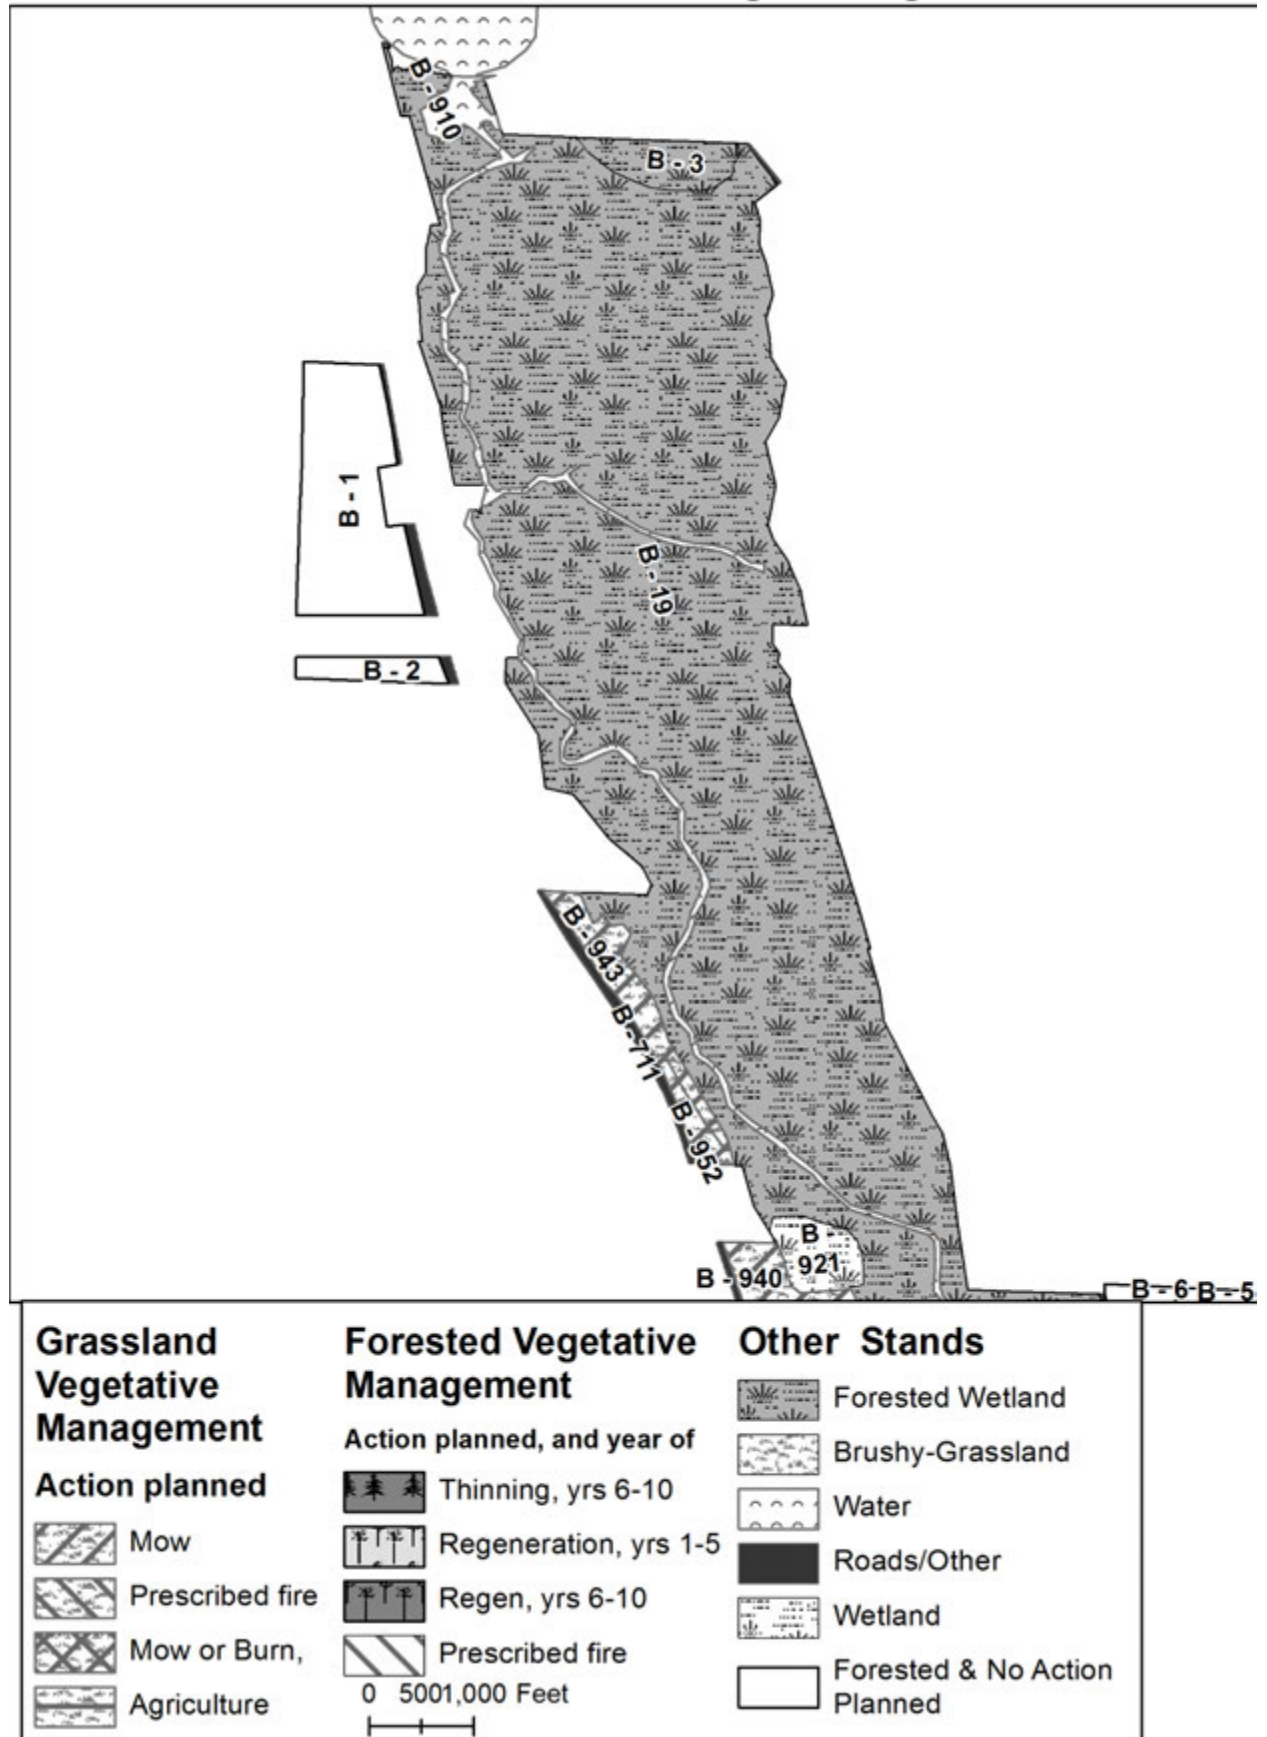 B - 910
B - 3
B - 1
B - 19
B - 2
B - 943
B - 711
B - 952
B -
921
B - 940
B - 6
B - 5
Grassland
Vegetative
Management
Action planned
Mow
Prescribed fire
Mow or Burn,
Agriculture
Forested Vegetative
Management
Action planned, and year of
Thinning, yrs 6-10
Regeneration, yrs 1-5
Regen, yrs 6-10
Prescribed fire
0 5001,000 Feet
Other Stands
Forested Wetland
Brushy-Grassland
Water
Roads/Other
Wetland
Forested & No Action
Planned